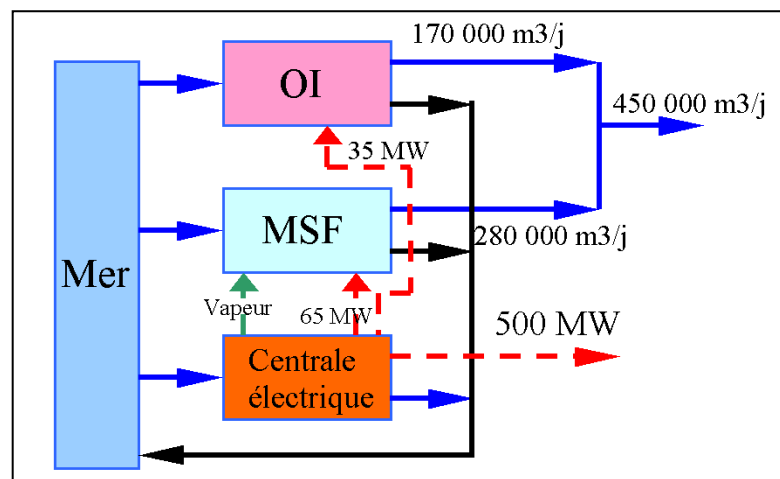 170 000 m3/j
OI
450 000 m3/j
35 MW
MSF
280 000 m3/j
Mer
Vapeur
65 MW
500 MW
Centrale
électrique